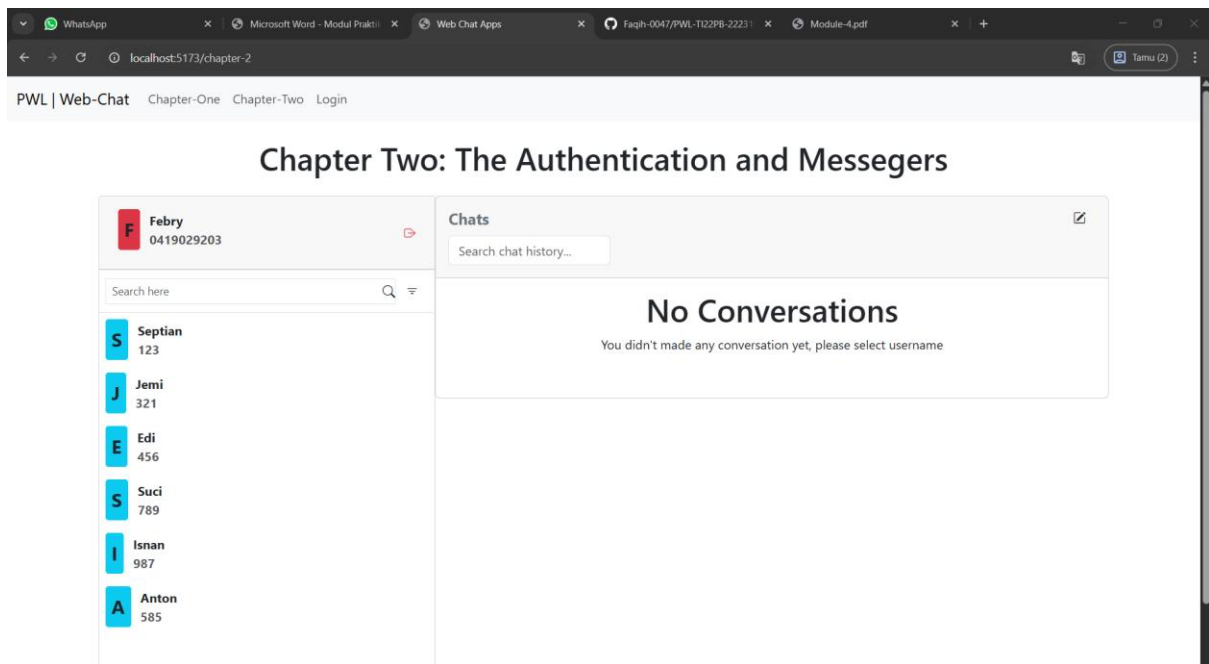 WhatsApp
Microsoft Word - Modul Prakti
Web Chat Apps
Faqih-0047/PWL-TI22PB-2223
Module-4.pdf
localhost:5173/chapter-2
Tamu (2)
PWL | Web-Chat Chapter-One Chapter-Two Login
Chapter Two: The Authentication and Messegers
F
Febry
0419029203
Search here
S
Septian
123
J
Jemi
321
E
Edi
456
S
Suci
789
I
Isnan
987
A
Anton
585
Chats
Search chat history...
No Conversations
You didn't made any conversation yet, please select username